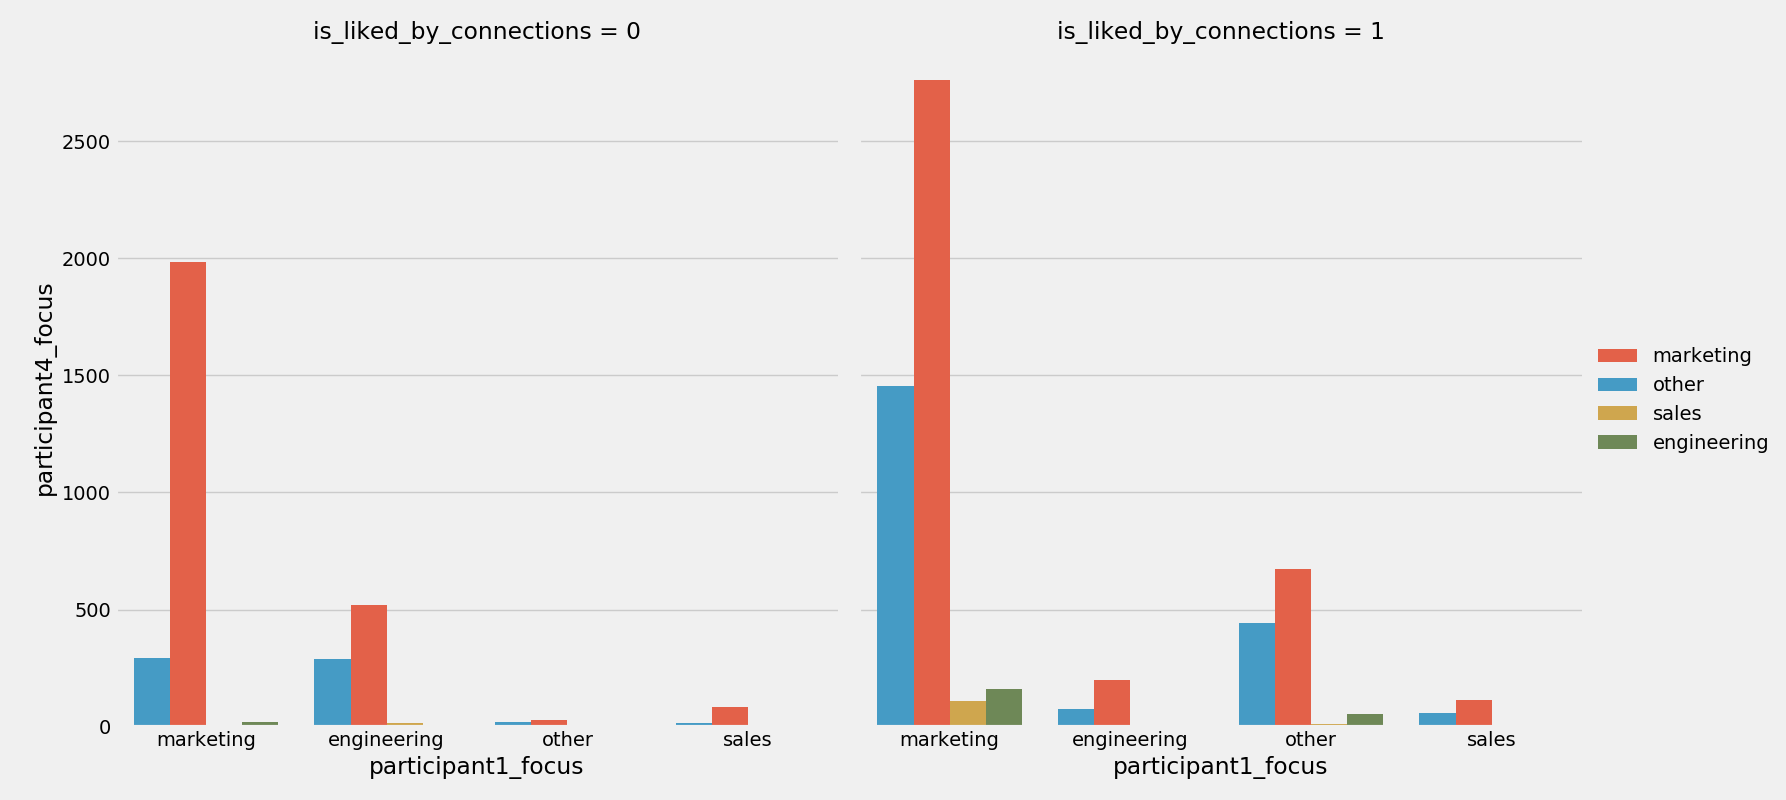 is_liked_by_connections = 0
is_liked_by_connections = 1
participant4_focus
2500
2000
1500
1000
500
0
marketing
engineering
other
sales
participant1_focus
marketing
engineering
other
sales
participant1_focus
marketing
other
sales
engineering